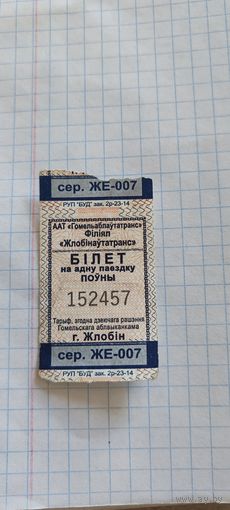 сер. ЖЕ-007
РУП "БУД" зак. 2р-23-14
ААТ «Гомельаблаўтатранс»
Філіял
«Жлобінаўтатранс»
БІЛЕТ
на адну паездку
ПОЎНЫ
152457
Тарыф, згодна дзеючага рашэння
Гомельскага аблвыканкама
г. Жлобін
сер. ЖЕ-007
РУП "БУД" зак. 2р-23-14